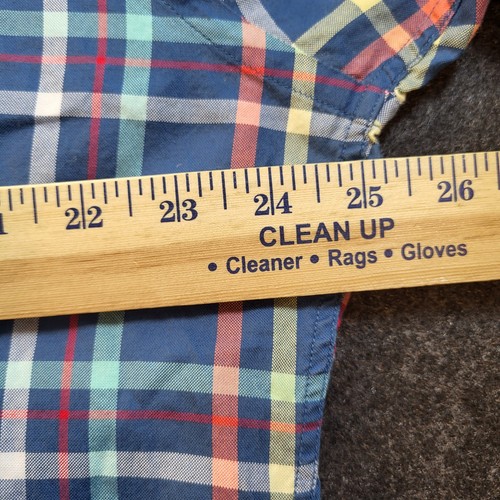 22 23 24 25 26
CLEAN UP
• Cleaner • Rags • Gloves